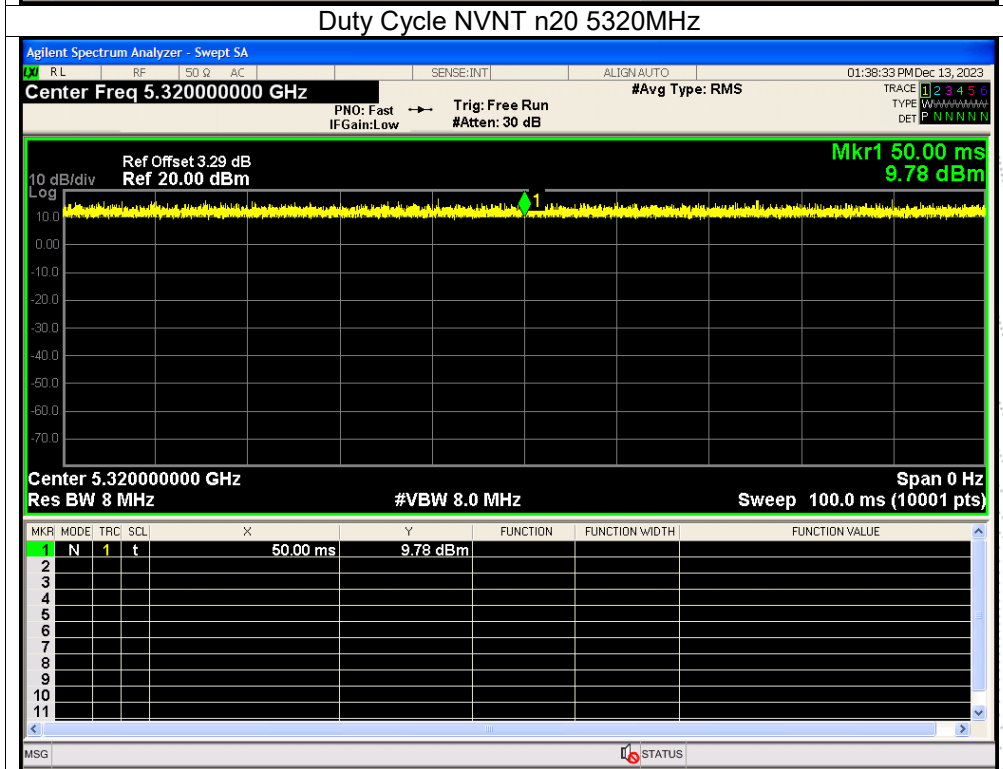 Duty Cycle NVNT n20 5320MHz
Agilent Spectrum Analyzer - Swept SA
LXI RL RF 50 Ω AC SENSE:INT ALIGN AUTO 01:38:33 PM Dec 13, 2023
Center Freq 5.320000000 GHz #Avg Type: RMS TRACE 1 2 3 4 5 6
PNO: Fast Trig: Free Run TYPE WWWWWW
IFGain:Low #Atten: 30 dB DET P N N N N N
Mkr1 50.00 ms
Ref Offset 3.29 dB
10 dB/div Ref 20.00 dBm 9.78 dBm
Log
1
10.0
0.00
-10.0
-20.0
-30.0
-40.0
-50.0
-60.0
-70.0
Center 5.320000000 GHz Span 0 Hz
Res BW 8 MHz #VBW 8.0 MHz Sweep 100.0 ms (10001 pts)
MKR MODE TRC SCL X Y FUNCTION FUNCTION WIDTH FUNCTION VALUE
1 N 1 t 50.00 ms 9.78 dBm
2
3
4
5
6
7
8
9
10
11
MSG STATUS